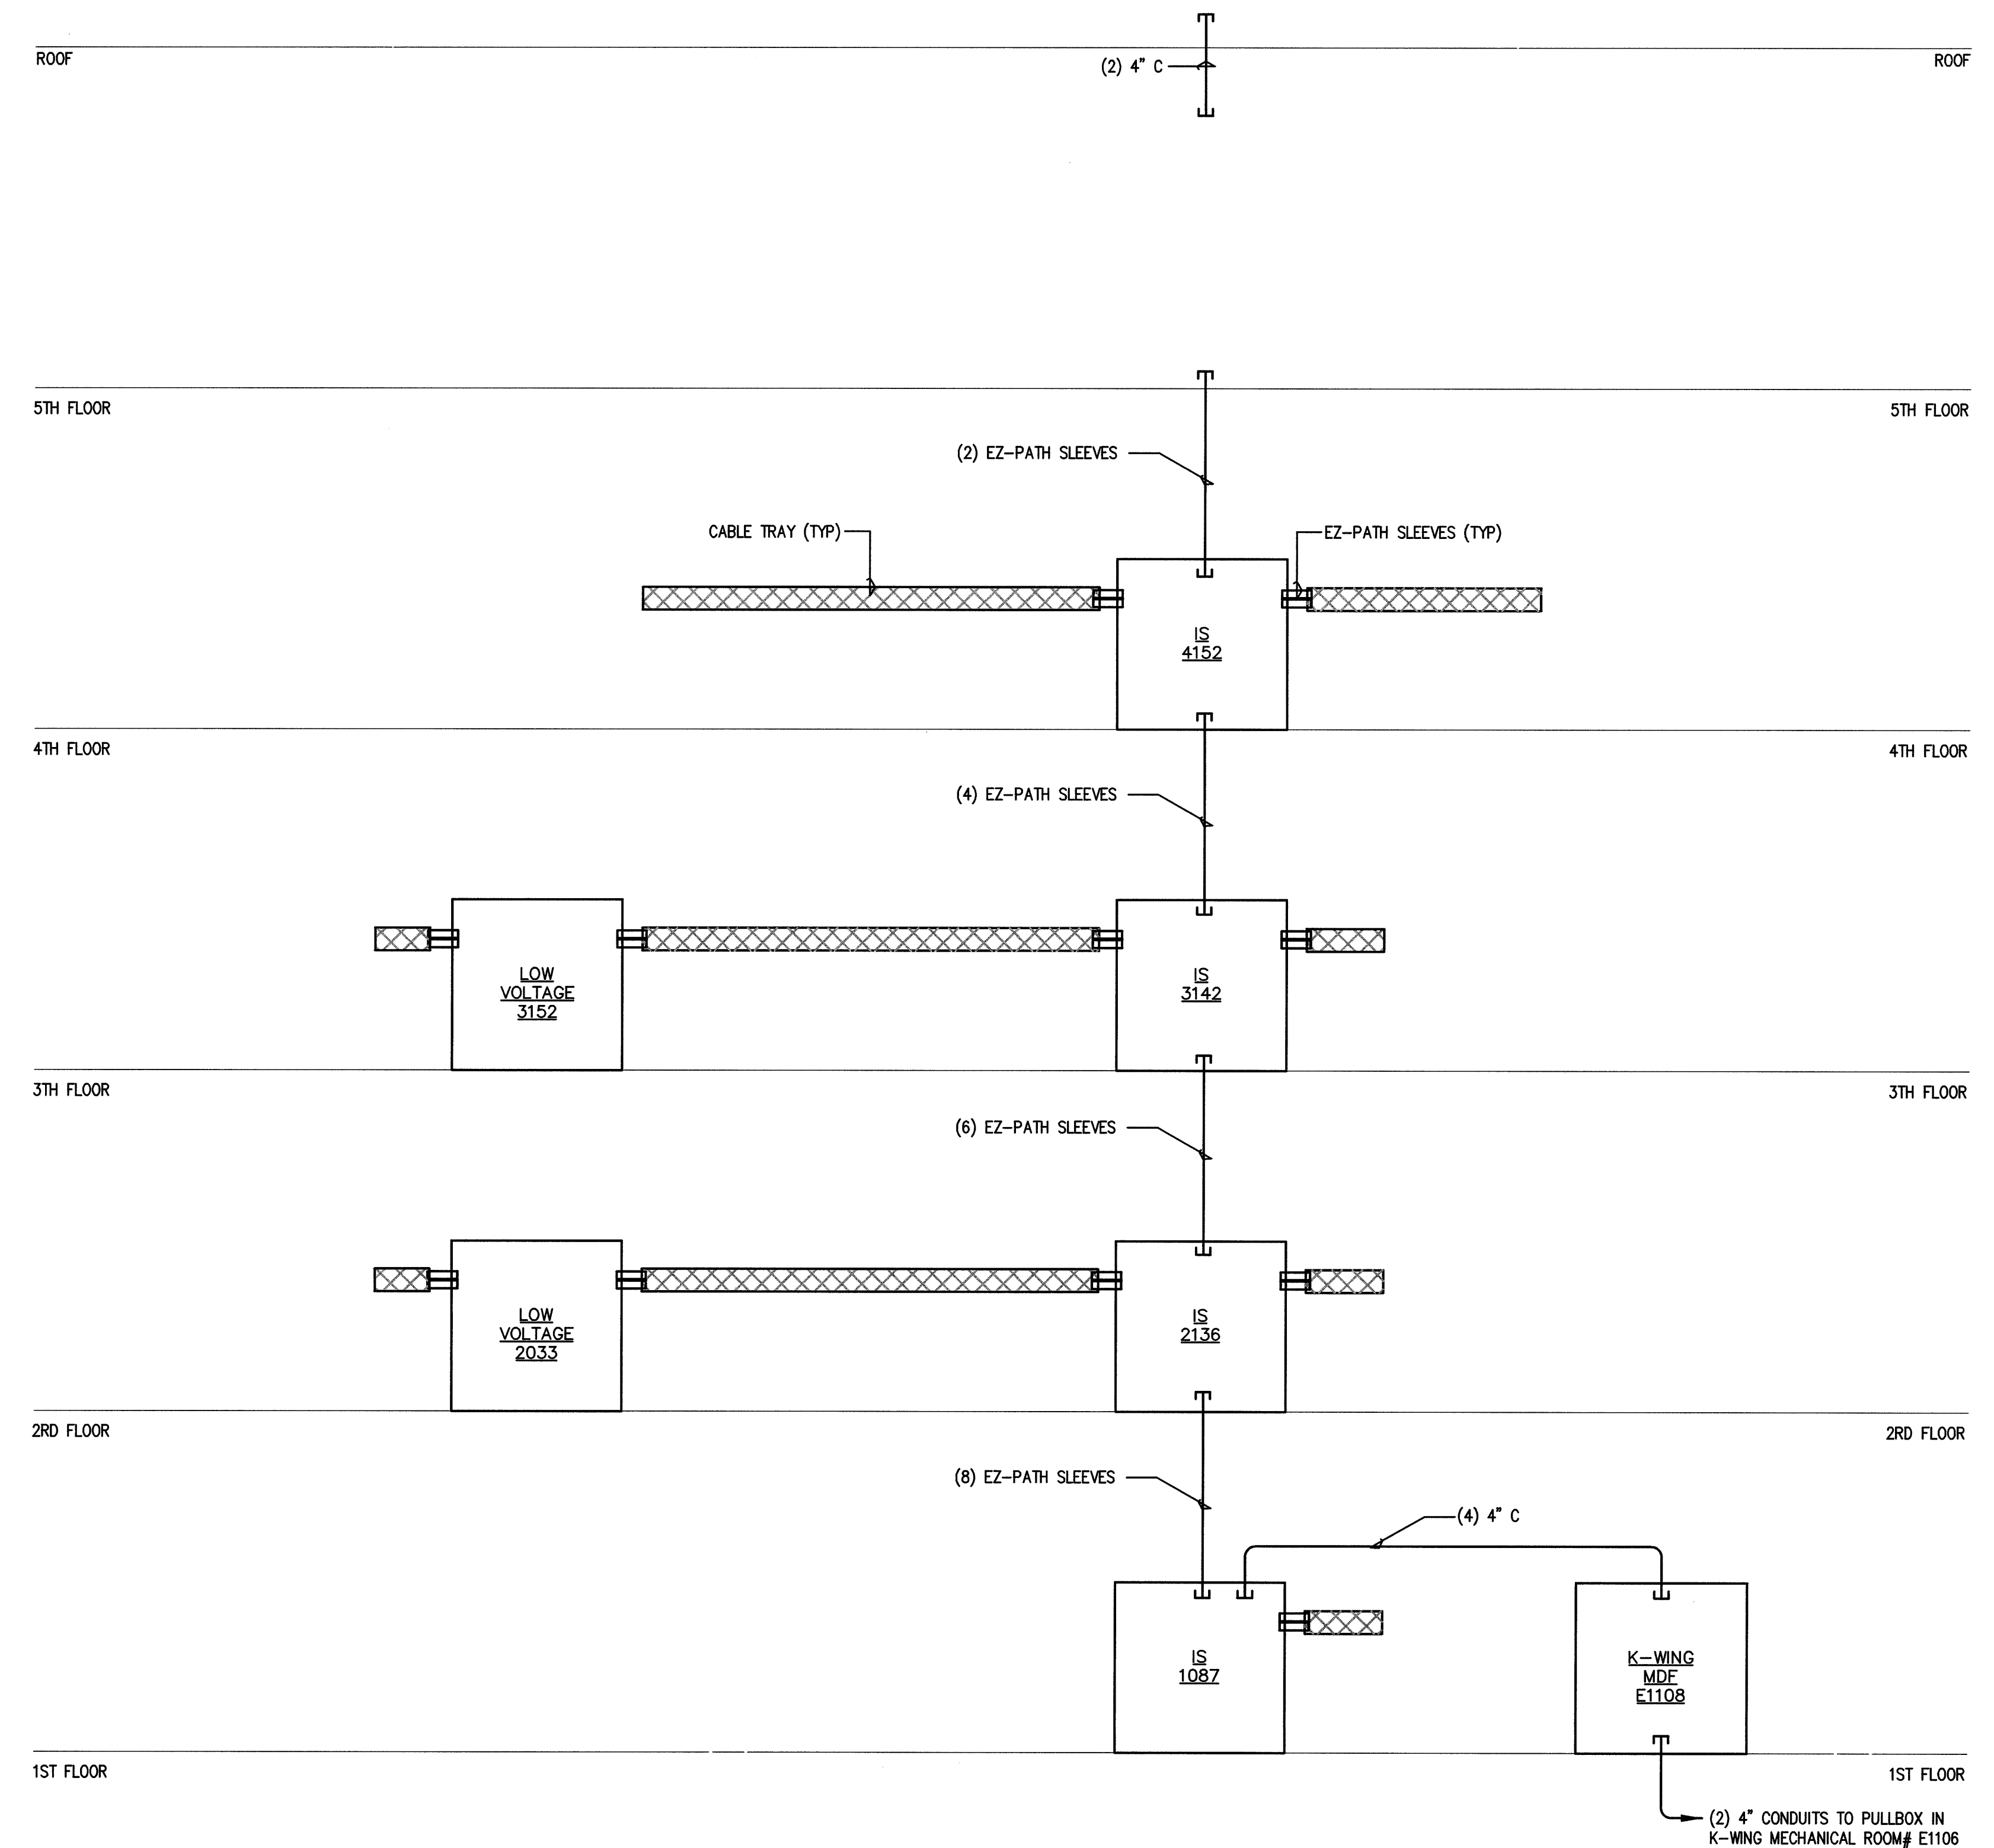 ROOF
ROOF
(2) 4" C
5TH FLOOR
5TH FLOOR
(2) EZ-PATH SLEEVES
CABLE TRAY (TYP)
EZ-PATH SLEEVES (TYP)
IS
4152
4TH FLOOR
4TH FLOOR
(4) EZ-PATH SLEEVES
LOW
VOLTAGE
3152
IS
3142
3TH FLOOR
3TH FLOOR
(6) EZ-PATH SLEEVES
LOW
VOLTAGE
2033
IS
2136
2RD FLOOR
2RD FLOOR
(8) EZ-PATH SLEEVES
(4) 4" C
IS
1087
K-WING
MDF
E1108
1ST FLOOR
1ST FLOOR
(2) 4" CONDUITS TO PULLBOX IN
K-WING MECHANICAL ROOM# E1106